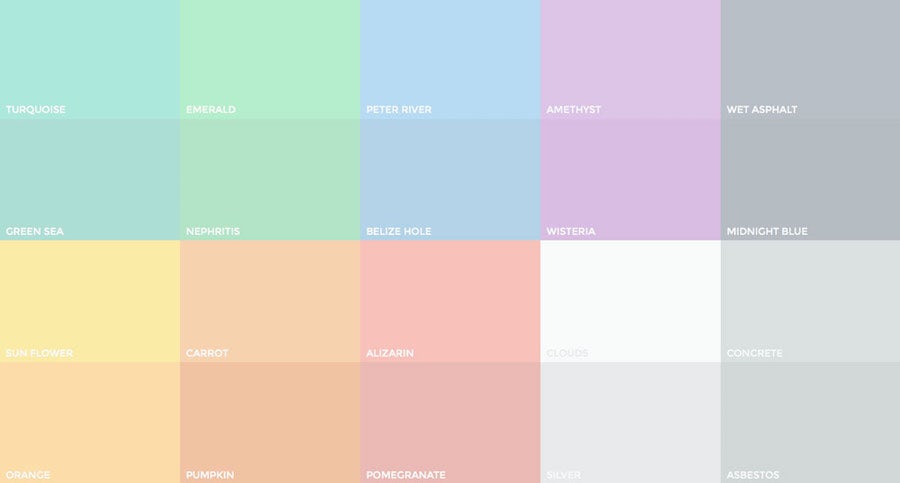 TURQUOISE
EMERALD
PETER RIVER
AMETHYST
WET ASPHALT
GREEN SEA
NEPHRITIS
BELIZE HOLE
WISTERIA
MIDNIGHT BLUE
SUN FLOWER
CARROT
ALIZARIN
CLOUDS
CONCRETE
ORANGE
PUMPKIN
POMEGRANATE
SILVER
ASBESTOS